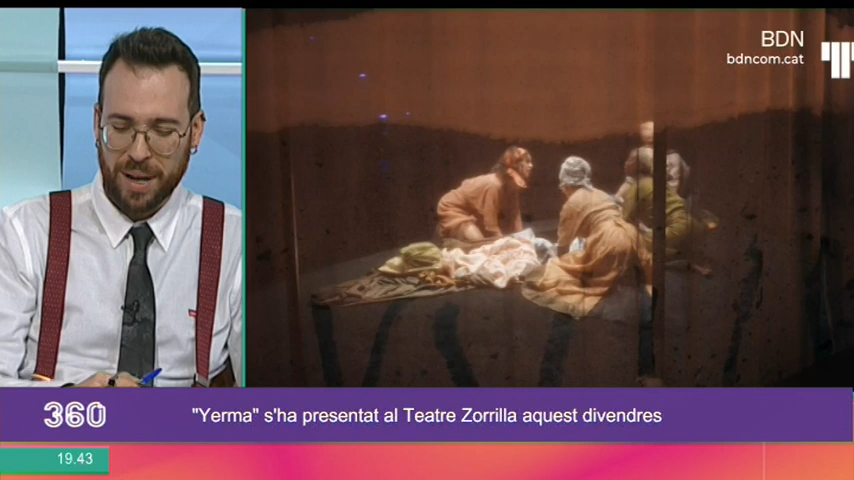 BDN
bdncom.cat
360
"Yerma" s'ha presentat al Teatre Zorrilla aquest divendres
19.43